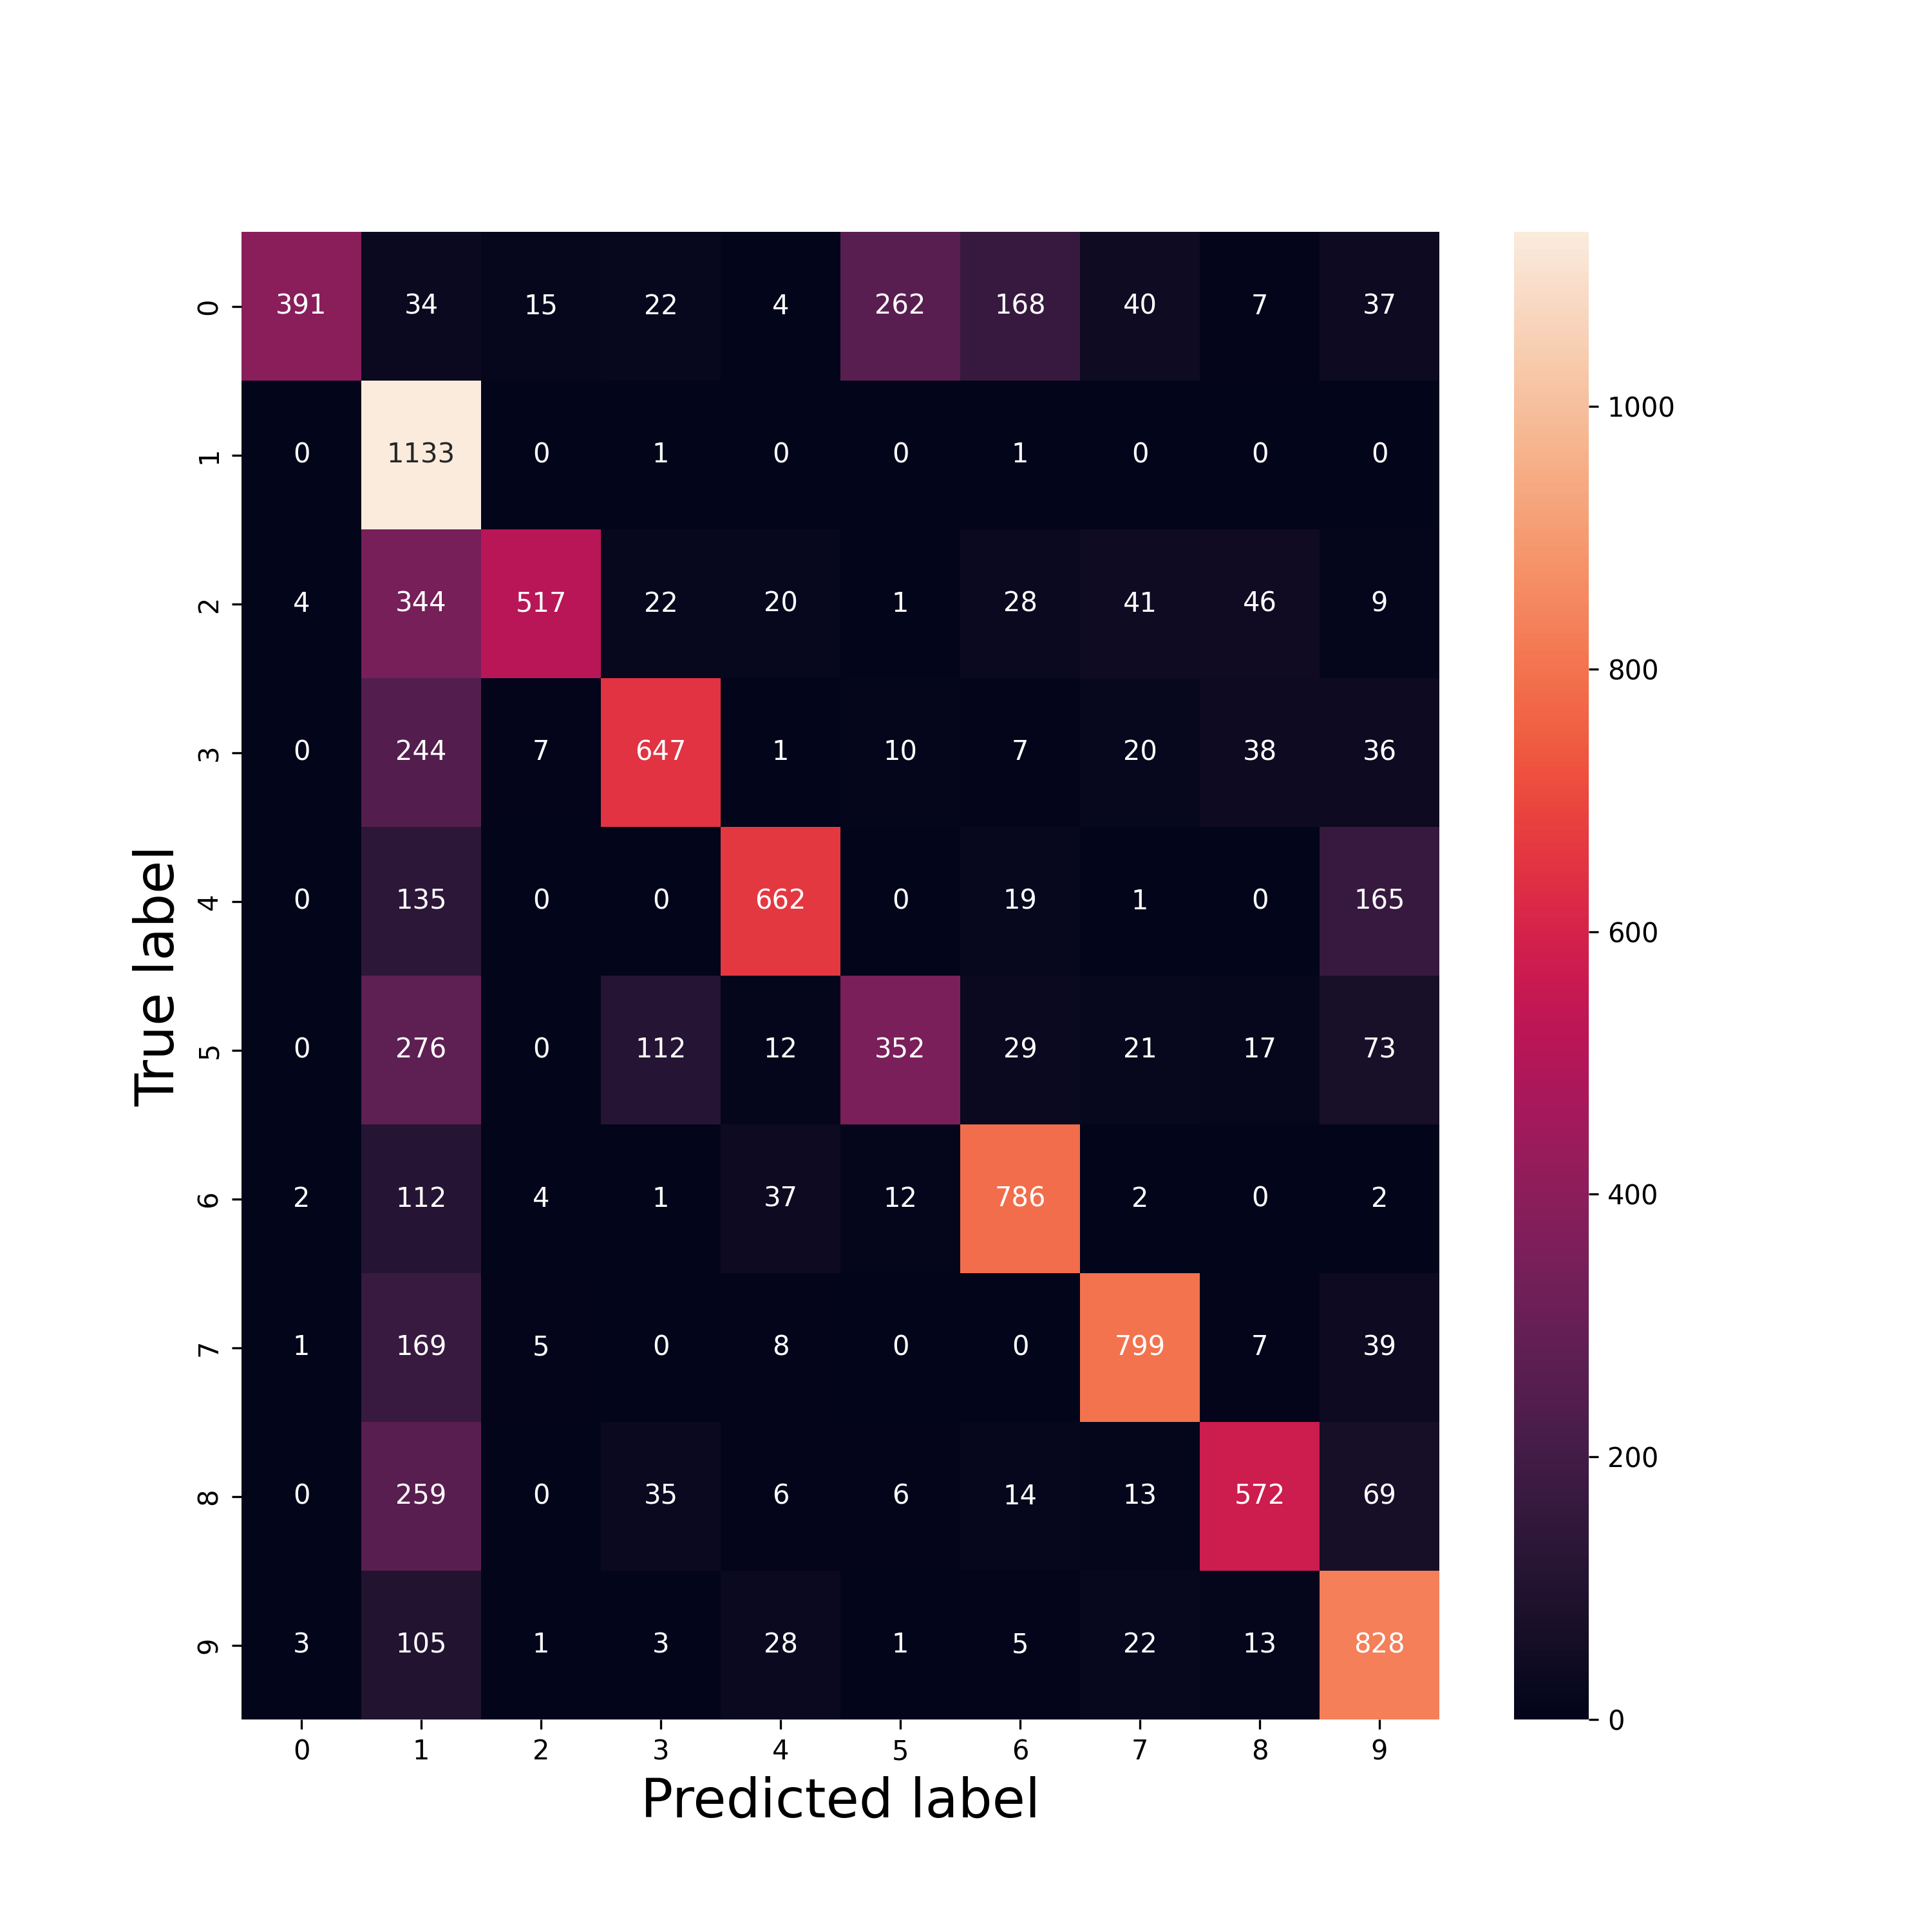 0 391 34 15 22 4 262 168 40 7 37
1 0 1133 0 1 0 0 1 0 0 0
2 4 344 517 22 20 1 28 41 46 9
3 0 244 7 647 1 10 7 20 38 36
4 0 135 0 0 662 0 19 1 0 165
5 0 276 0 112 12 352 29 21 17 73
6 2 112 4 1 37 12 786 2 0 2
7 1 169 5 0 8 0 0 799 7 39
8 0 259 0 35 6 6 14 13 572 69
9 3 105 1 3 28 1 5 22 13 828
0 1 2 3 4 5 6 7 8 9
Predicted label
True label
1000
800
600
400
200
0